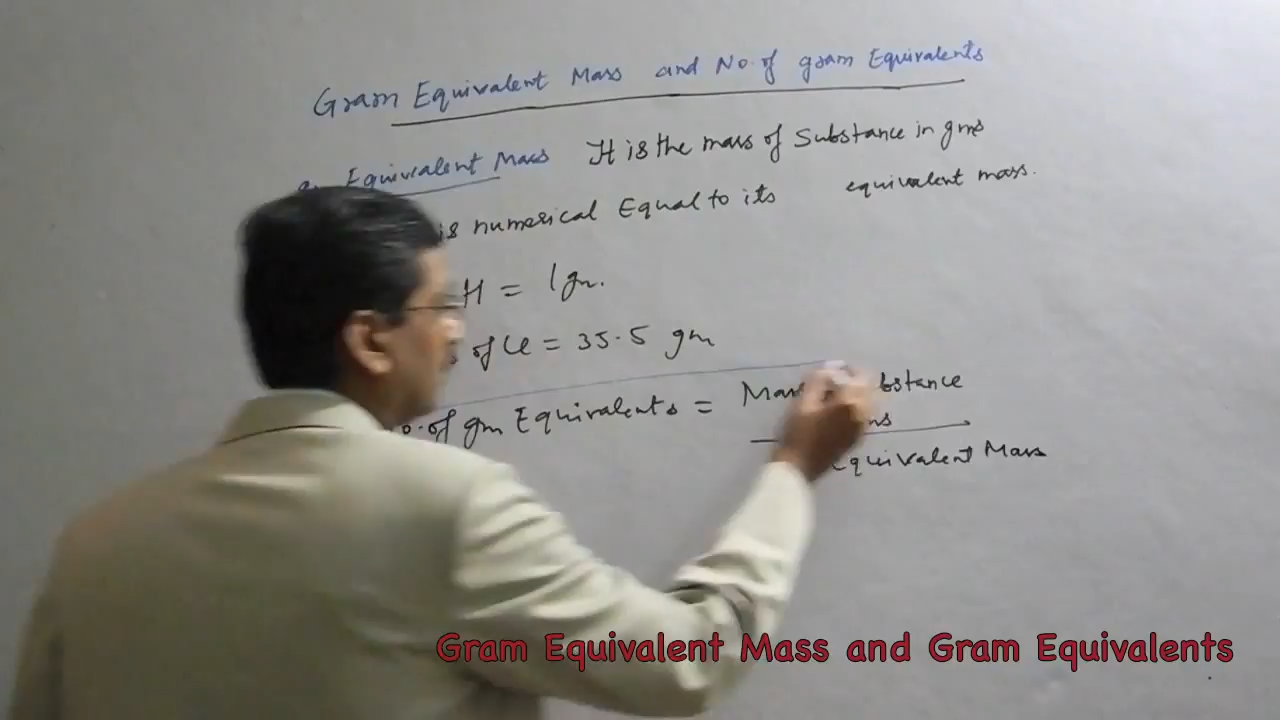 Gram Equivalent Mass and No. of gram Equivalents
Equivalent Mass It is the mass of Substance in gms
is numerical Equal to its equivalent mass.
H = 1 gm.
of Cl = 35.5 gm
of gm Equivalents = Mass
Equivalent Mass
Gram Equivalent Mass and Gram Equivalents